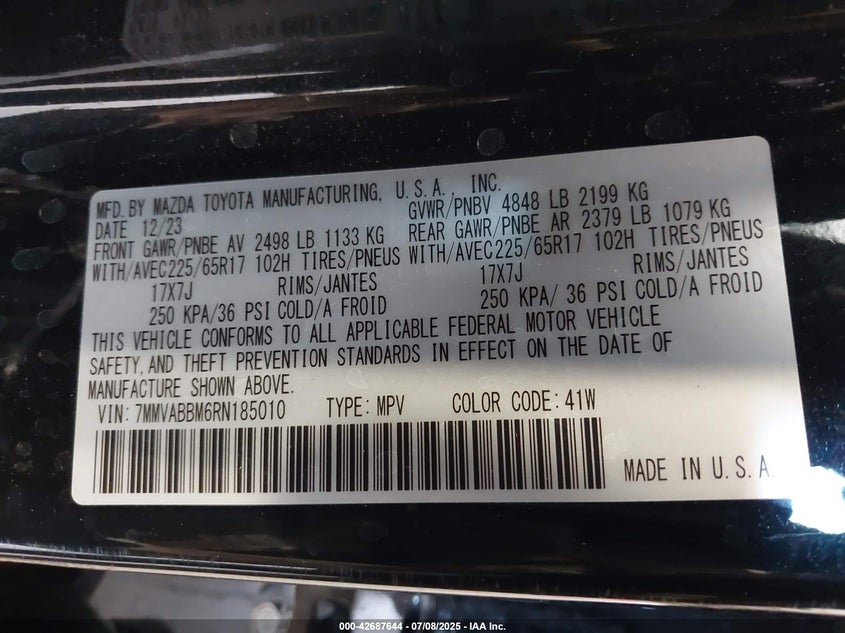 MFD. BY MAZDA TOYOTA MANUFACTURING, U.S.A., INC.
DATE 12/23 GVWR/PNBV 4848 LB 2199 KG
FRONT GAWR/PNBE AV 2498 LB 1133 KG REAR GAWR/PNBE AR 2379 LB 1079 KG
WITH/AVEC225/65R17 102H TIRES/PNEUS WITH/AVEC225/65R17 102H TIRES/PNEUS
17X7J RIMS/JANTES 17X7J RIMS/JANTES
250 KPA/36 PSI COLD/A FROID 250 KPA/ 36 PSI COLD/A FROID
THIS VEHICLE CONFORMS TO ALL APPLICABLE FEDERAL MOTOR VEHICLE
SAFETY, AND THEFT PREVENTION STANDARDS IN EFFECT ON THE DATE OF
MANUFACTURE SHOWN ABOVE.
VIN: 7MMVABBM6RN185010 TYPE: MPV COLOR CODE: 41W
MADE IN U.S.A.
000-42687644 - 07/08/2025 - IAA Inc.